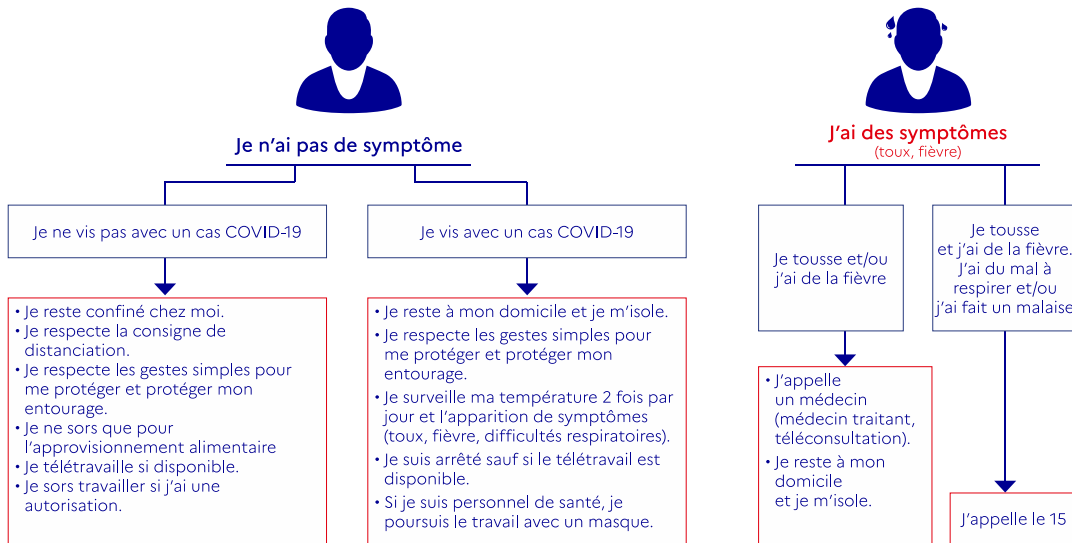 Je n'ai pas de symptôme
J'ai des symptômes
(toux, fièvre)
Je ne vis pas avec un cas COVID-19
Je vis avec un cas COVID-19
Je tousse et/ou
j'ai de la fièvre
Je tousse
et j'ai de la fièvre.
J'ai du mal à
respirer et/ou
j'ai fait un malaise
• Je reste confiné chez moi.
• Je respecte la consigne de
distanciation.
• Je respecte les gestes simples pour
me protéger et protéger mon
entourage.
• Je ne sors que pour
l'approvisionnement alimentaire
• Je télétravaille si disponible.
• Je sors travailler si j'ai une
autorisation.
• Je reste à mon domicile et je m'isole.
• Je respecte les gestes simples pour
me protéger et protéger mon
entourage.
• Je surveille ma température 2 fois par
jour et l'apparition de symptômes
(toux, fièvre, difficultés respiratoires).
• Je suis arrêté sauf si le télétravail est
disponible.
• Si je suis personnel de santé, je
poursuis le travail avec un masque.
• J'appelle
un médecin
(médecin traitant,
téléconsultation).
• Je reste à mon
domicile
et je m'isole.
J'appelle le 15